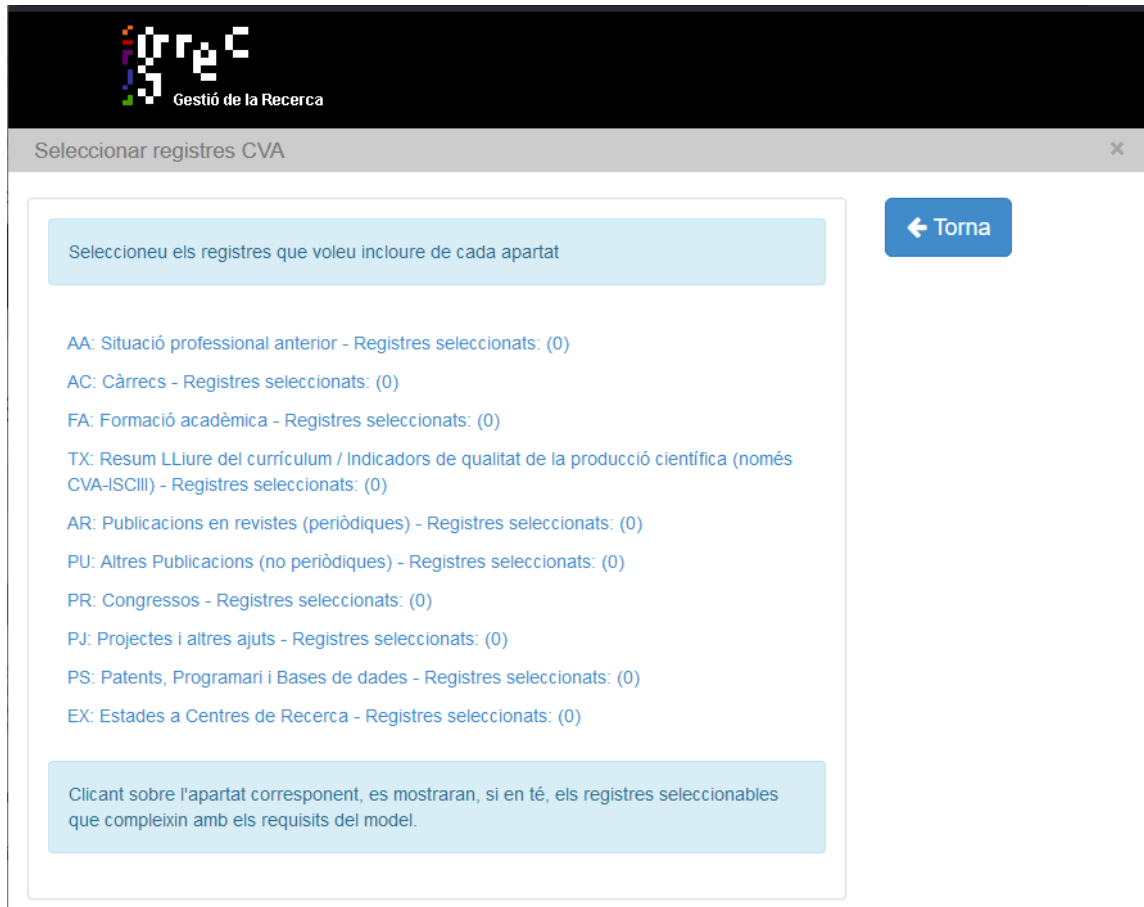 grec
Gestió de la Recerca
Seleccionar registres CVA
×
Torna
Seleccioneu els registres que voleu incloure de cada apartat
AA: Situació professional anterior - Registres seleccionats: (0)
AC: Càrrecs - Registres seleccionats: (0)
FA: Formació acadèmica - Registres seleccionats: (0)
TX: Resum LLiure del currículum / Indicadors de qualitat de la producció científica (només
CVA-ISCIII) - Registres seleccionats: (0)
AR: Publicacions en revistes (periòdiques) - Registres seleccionats: (0)
PU: Altres Publicacions (no periòdiques) - Registres seleccionats: (0)
PR: Congressos - Registres seleccionats: (0)
PJ: Projectes i altres ajuts - Registres seleccionats: (0)
PS: Patents, Programari i Bases de dades - Registres seleccionats: (0)
EX: Estades a Centres de Recerca - Registres seleccionats: (0)
Clicant sobre l'apartat corresponent, es mostraran, si en té, els registres seleccionables
que compleixin amb els requisits del model.